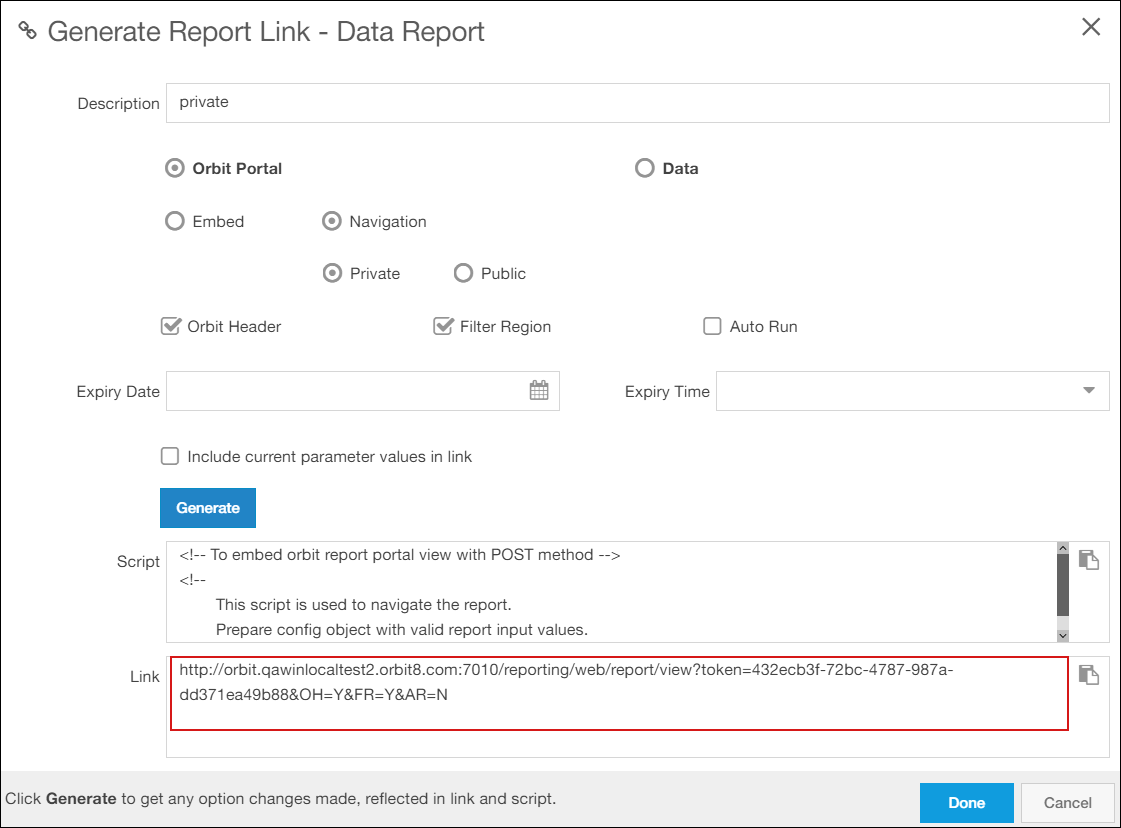 Generate Report Link - Data Report
Description private
Orbit Portal Data
Embed Navigation
Private Public
Orbit Header Filter Region Auto Run
Expiry Date Expiry Time
Include current parameter values in link
Generate
Script <!-- To embed orbit report portal view with POST method -->
<!--
This script is used to navigate the report.
Prepare config object with valid report input values.
Link http://orbit.qawinlocaltest2.orbit8.com:7010/reporting/web/report/view?token=432ecb3f-72bc-4787-987a-
dd371ea49b88&OH=Y&FR=Y&AR=N
Click Generate to get any option changes made, reflected in link and script. Done Cancel